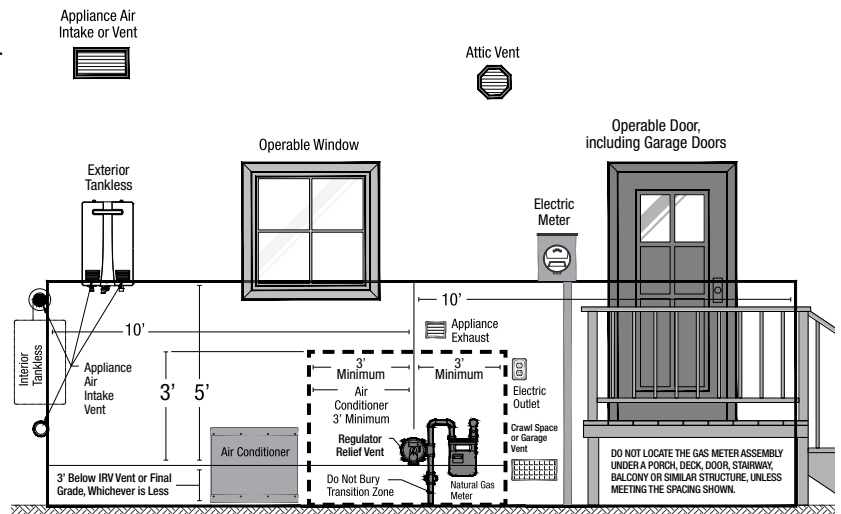 Appliance Air
Intake or Vent
Attic Vent
Operable Window
Operable Door,
including Garage Doors
Exterior
Tankless
Electric
Meter
10'
10'
Appliance
Exhaust
Interior
Tankless
Appliance
Air
Intake
Vent
3'
5'
3'
Minimum
3'
Minimum
Air
Conditioner
3' Minimum
Electric
Outlet
Regulator
Relief Vent
Crawl Space
or Garage
Vent
Air Conditioner
3' Below IRV Vent or Final
Grade, Whichever is Less
Do Not Bury
Transition Zone
Natural Gas
Meter
DO NOT LOCATE THE GAS METER ASSEMBLY
UNDER A PORCH, DECK, DOOR, STAIRWAY,
BALCONY OR SIMILAR STRUCTURE, UNLESS
MEETING THE SPACING SHOWN.